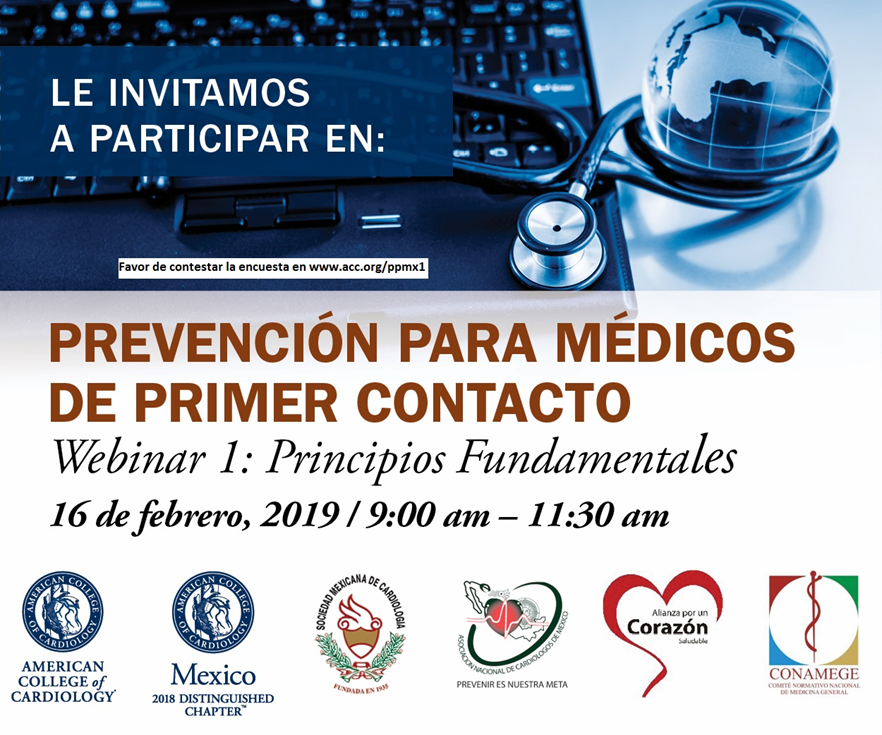 LE INVITAMOS
A PARTICIPAR EN:
Favor de contestar la encuesta en www.acc.org/ppmx1
PREVENCIÓN PARA MÉDICOS
DE PRIMER CONTACTO
Webinar 1: Principios Fundamentales
16 de febrero, 2019 / 9:00 am – 11:30 am
AMERICAN COLLEGE
OF CARDIOLOGY
AMERICAN
COLLEGE of
CARDIOLOGY
AMERICAN COLLEGE
OF CARDIOLOGY
Mexico
2018 DISTINGUISHED
CHAPTER™
SOCIEDAD MEXICANA DE CARDIOLOGIA
FUNDADA EN 1935
ASOCIACIÓN NACIONAL DE CARDIÓLOGOS DE MÉXICO
PREVENIR ES NUESTRA META
Alianza por un
Corazón
Saludable
CONAMEGE
COMITÉ NORMATIVO NACIONAL
DE MEDICINA GENERAL